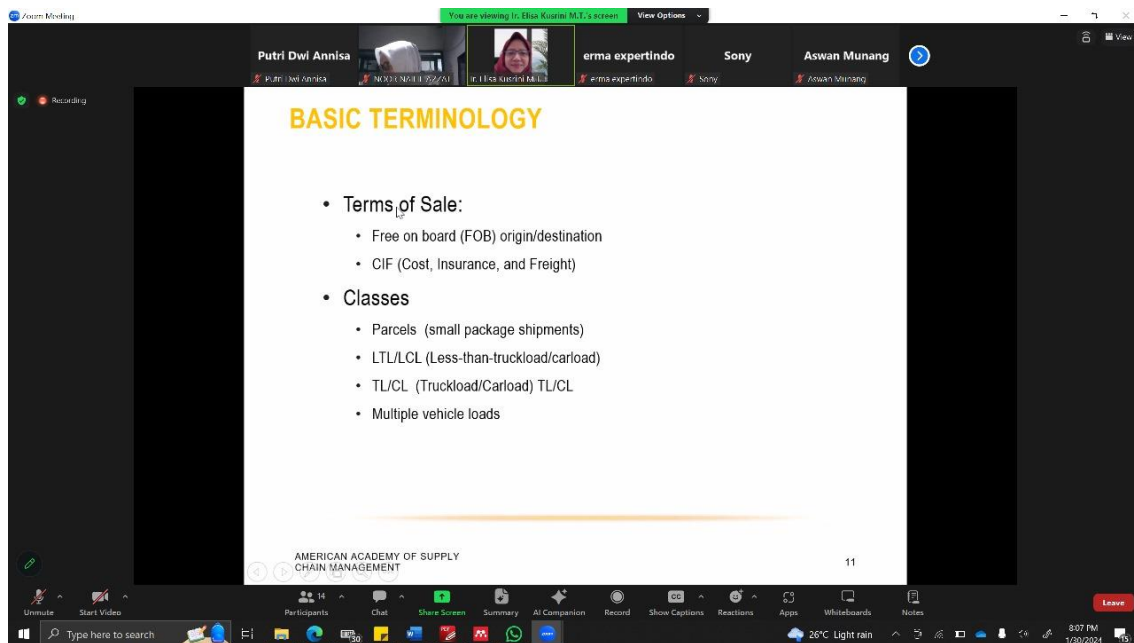 Zoom Meeting
You are viewing Ir. Elisa Kusrini M.T.'s screen
View Options
View
Putri Dwi Annisa
erma expertindo
Sony
Aswan Munang
Putri Dwi Annisa
Ir. Elisa Kusrini M.T.
erma expertindo
Sony
Aswan Munang
Recording
BASIC TERMINOLOGY
• Terms of Sale:
• Free on board (FOB) origin/destination
• CIF (Cost, Insurance, and Freight)
• Classes
• Parcels (small package shipments)
• LTL/LCL (Less-than-truckload/carload)
• TL/CL (Truckload/Carload) TL/CL
• Multiple vehicle loads
AMERICAN ACADEMY OF SUPPLY
CHAIN MANAGEMENT
11
Unmute
Start Video
14
Participants
Chat
Share Screen
Summary
AI Companion
Record
CC
Show Captions
Reactions
Apps
Whiteboards
Notes
Leave
Type here to search
30
26°C Light rain
8:07 PM
1/30/2024
15